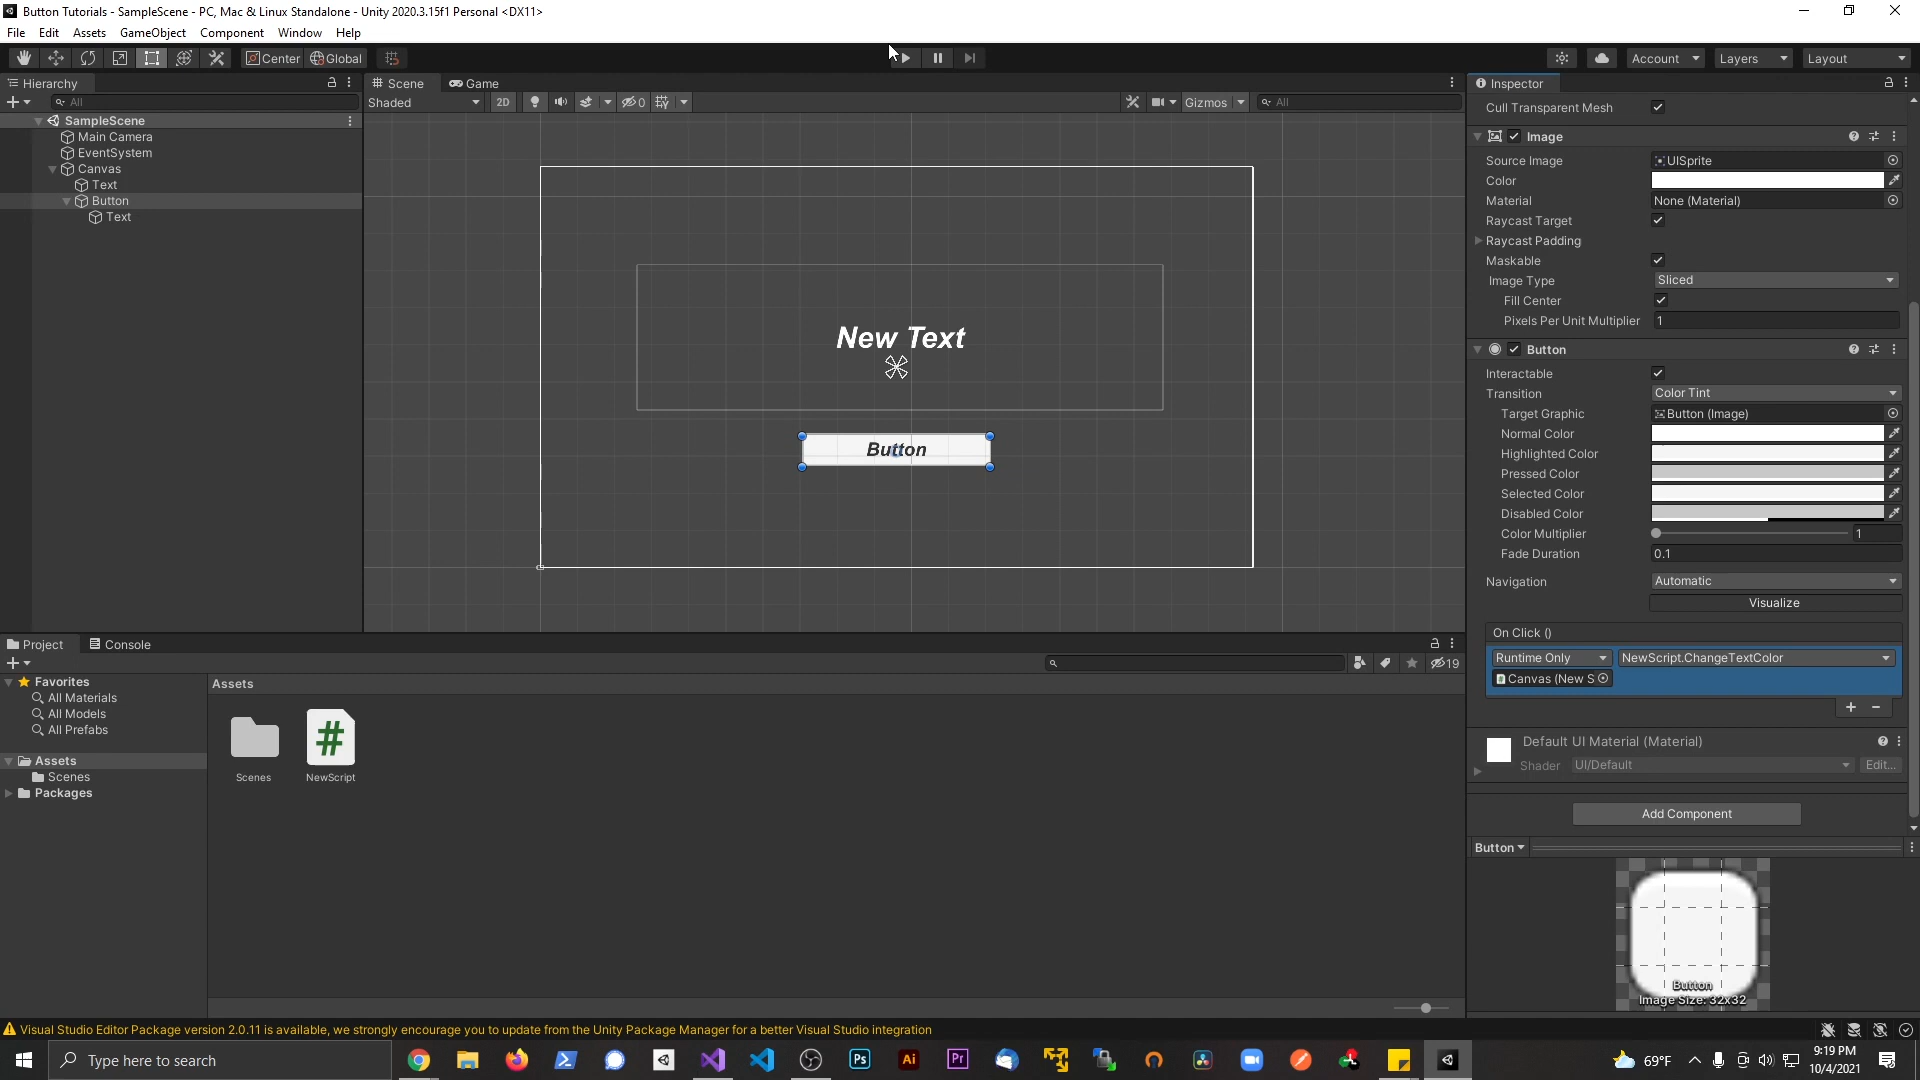 Button Tutorials - SampleScene - PC, Mac & Linux Standalone - Unity 2020.3.15f1 Personal <DX11>
File Edit Assets GameObject Component Window Help
Center Global Account Layers Layout
Hierarchy
All
SampleScene
Main Camera
EventSystem
Canvas
Text
Button
Text
Scene Game
Shaded 2D 0 Gizmos All
New Text
Button
Inspector
Cull Transparent Mesh
Image
Source Image UISprite
Color
Material None (Material)
Raycast Target
Raycast Padding
Maskable
Image Type Sliced
Fill Center
Pixels Per Unit Multiplier 1
Button
Interactable
Transition Color Tint
Target Graphic Button (Image)
Normal Color
Highlighted Color
Pressed Color
Selected Color
Disabled Color
Color Multiplier 1
Fade Duration 0.1
Navigation Automatic
Visualize
On Click ()
Runtime Only NewScript.ChangeTextColor
Canvas (New S
Default UI Material (Material)
Shader UI/Default Edit...
Add Component
Button
Button
Image Size: 32x32
Project Console
19
Favorites
All Materials
All Models
All Prefabs
Assets
Scenes
Packages
Assets
Scenes NewScript
Visual Studio Editor Package version 2.0.11 is available, we strongly encourage you to update from the Unity Package Manager for a better Visual Studio integration
Type here to search
Ps Ai Pr
69°F
9:19 PM
10/4/2021